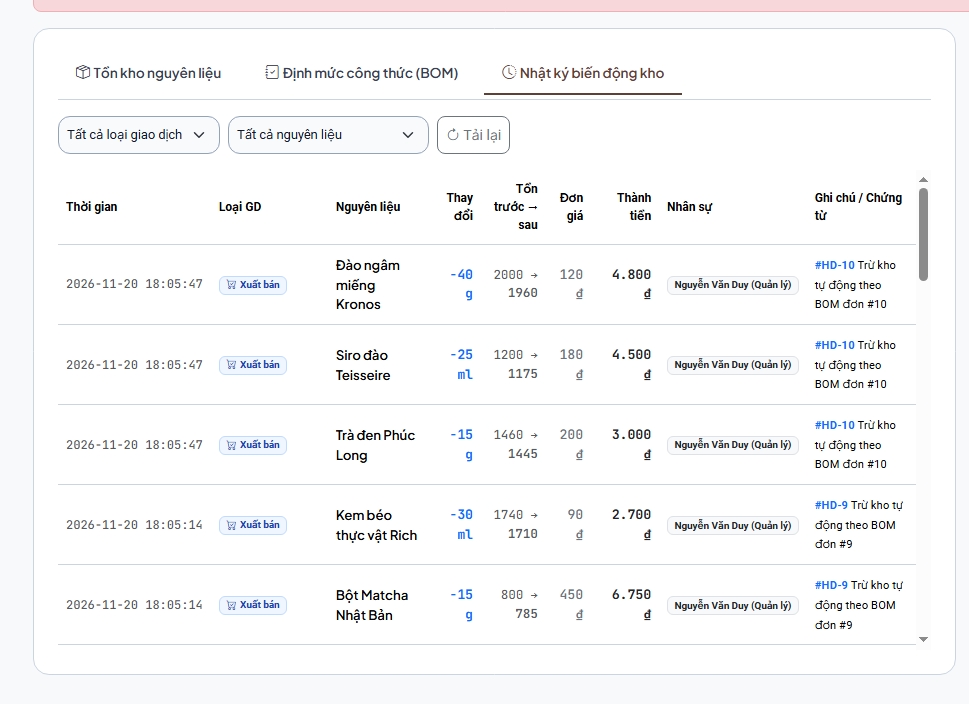 Tồn kho nguyên liệu Định mức công thức (BOM) Nhật ký biến động kho
Tất cả loại giao dịch Tất cả nguyên liệu Tải lại
Thời gian Loại GD Nguyên liệu Thay đổi Tồn trước → sau Đơn giá Thành tiền Nhân sự Ghi chú / Chứng từ
2026-11-20 18:05:47 Xuất bán Đào ngâm miếng Kronos -40 g 2000 → 1960 120 đ 4.800 đ Nguyễn Văn Duy (Quản lý) #HD-10 Trừ kho tự động theo BOM đơn #10
2026-11-20 18:05:47 Xuất bán Siro đào Teisseire -25 ml 1200 → 1175 180 đ 4.500 đ Nguyễn Văn Duy (Quản lý) #HD-10 Trừ kho tự động theo BOM đơn #10
2026-11-20 18:05:47 Xuất bán Trà đen Phúc Long -15 g 1460 → 1445 200 đ 3.000 đ Nguyễn Văn Duy (Quản lý) #HD-10 Trừ kho tự động theo BOM đơn #10
2026-11-20 18:05:14 Xuất bán Kem béo thực vật Rich -30 ml 1740 → 1710 90 đ 2.700 đ Nguyễn Văn Duy (Quản lý) #HD-9 Trừ kho tự động theo BOM đơn #9
2026-11-20 18:05:14 Xuất bán Bột Matcha Nhật Bản -15 g 800 → 785 450 đ 6.750 đ Nguyễn Văn Duy (Quản lý) #HD-9 Trừ kho tự động theo BOM đơn #9